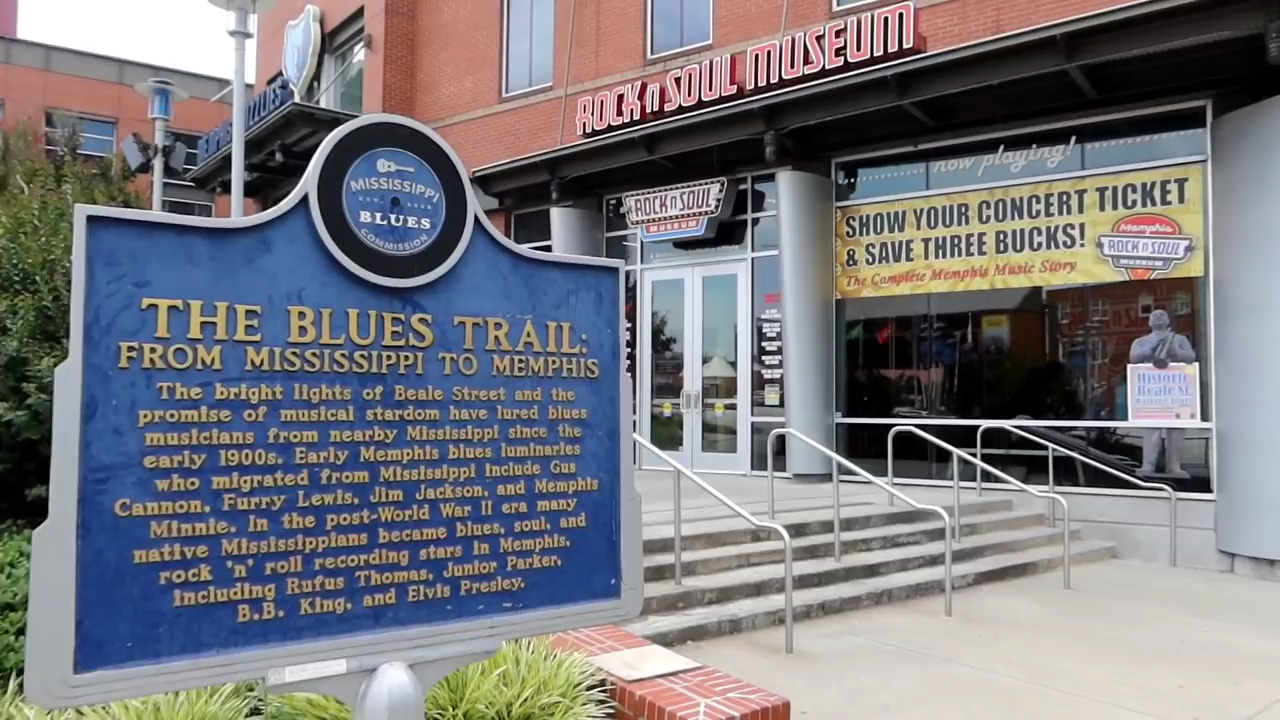 MISSISSIPPI
BLUES
COMMISSION
THE BLUES TRAIL:
FROM MISSISSIPPI TO MEMPHIS
The bright lights of Beale Street and the
promise of musical stardom have lured blues
musicians from nearby Mississippi since the
early 1900s. Early Memphis blues luminaries
who migrated from Mississippi include Gus
Cannon, Furry Lewis, Jim Jackson, and Memphis
Minnie. In the post-World War II era many
native Mississippians became blues, soul, and
rock 'n' roll recording stars in Memphis,
including Rufus Thomas, Junior Parker,
B.B. King, and Elvis Presley.
MEMPHIS GRIZZLIES
ROCK n SOUL MUSEUM
ROCK n SOUL
MUSEUM
now playing!
SHOW YOUR CONCERT TICKET
& SAVE THREE BUCKS!
The Complete Memphis Music Story
Memphis
ROCK n SOUL
MUSEUM
Historic
Beale St.
Walking Tours